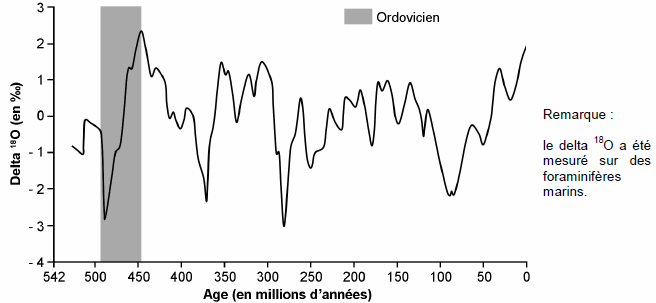 Ordovicien
Delta ¹⁸O (en ‰)
3
2
1
0
- 1
- 2
- 3
- 4
542 500 450 400 350 300 250 200 150 100 50 0
Age (en millions d’années)
Remarque :
le delta ¹⁸O a été
mesuré sur des
foraminifères
marins.